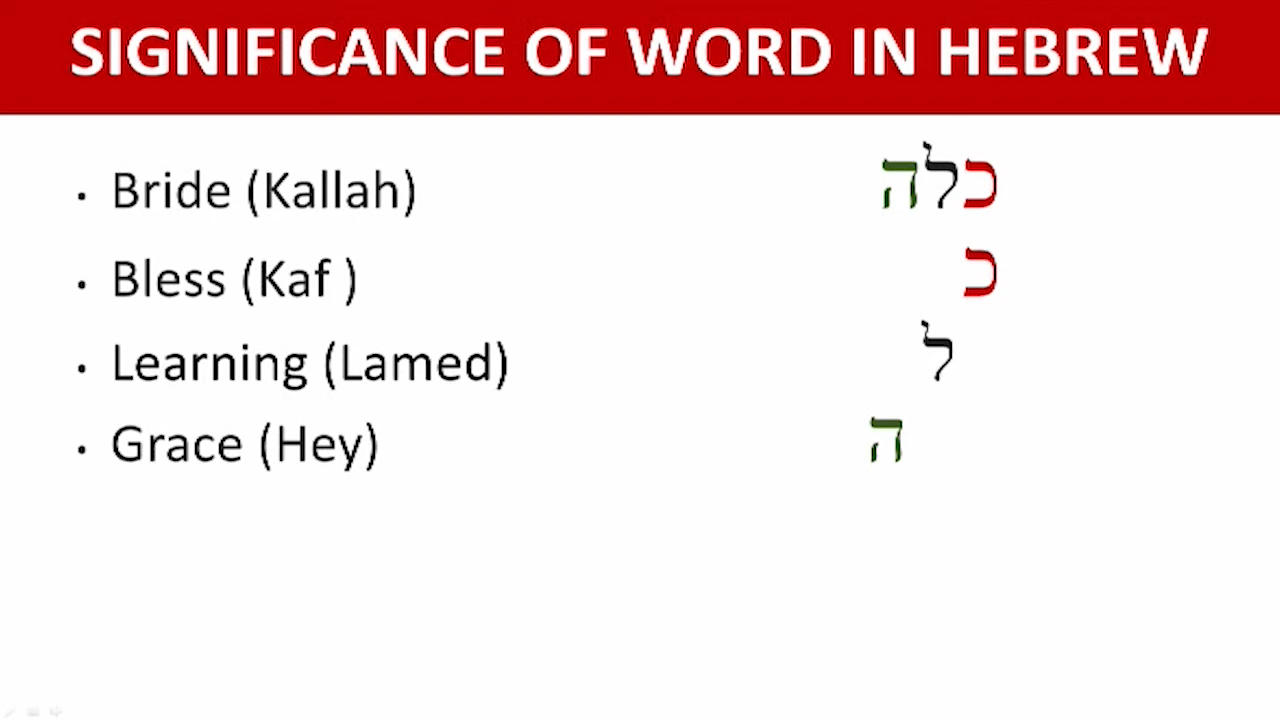 SIGNIFICANCE OF WORD IN HEBREW
• Bride (Kallah) כלה
• Bless (Kaf ) כ
• Learning (Lamed) ל
• Grace (Hey) ה